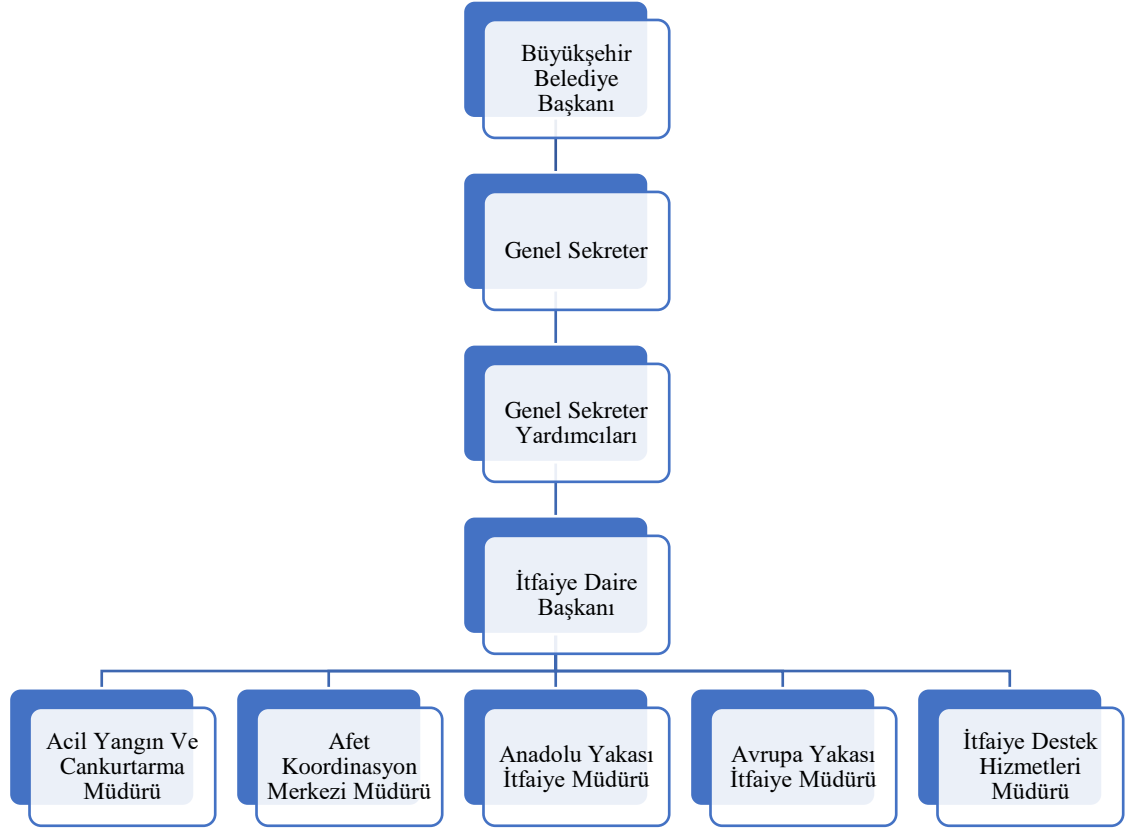 Büyükşehir
Belediye
Başkanı
Genel Sekreter
Genel Sekreter
Yardımcıları
İtfaiye Daire
Başkanı
Acil Yangın Ve
Cankurtarma
Müdürü
Afet
Koordinasyon
Merkezi Müdürü
Anadolu Yakası
İtfaiye Müdürü
Avrupa Yakası
İtfaiye Müdürü
İtfaiye Destek
Hizmetleri
Müdürü